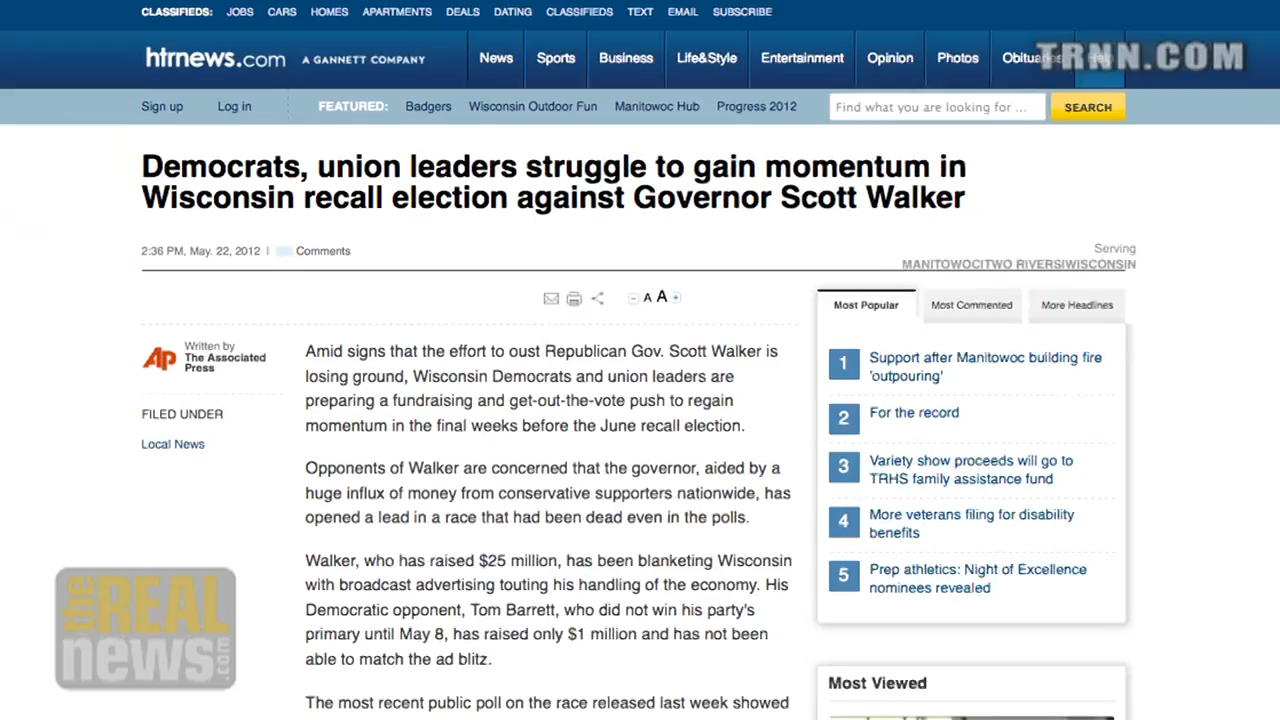 CLASSIFIEDS: JOBS CARS HOMES APARTMENTS DEALS DATING CLASSIFIEDS TEXT EMAIL SUBSCRIBE
htrnews.com A GANNETT COMPANY
News Sports Business Life&Style Entertainment Opinion Photos
TRNN.COM
Sign up Log in FEATURED: Badgers Wisconsin Outdoor Fun Manitowoc Hub Progress 2012 Find what you are looking for ... SEARCH
Democrats, union leaders struggle to gain momentum in
Wisconsin recall election against Governor Scott Walker
2:36 PM, May. 22, 2012 | Comments
Serving
MANITOWOC|TWO RIVERS|WISCONSIN
A A
Written by
The Associated
Press
AP
FILED UNDER
Local News
Amid signs that the effort to oust Republican Gov. Scott Walker is
losing ground, Wisconsin Democrats and union leaders are
preparing a fundraising and get-out-the-vote push to regain
momentum in the final weeks before the June recall election.
Opponents of Walker are concerned that the governor, aided by a
huge influx of money from conservative supporters nationwide, has
opened a lead in a race that had been dead even in the polls.
Walker, who has raised $25 million, has been blanketing Wisconsin
with broadcast advertising touting his handling of the economy. His
Democratic opponent, Tom Barrett, who did not win his party's
primary until May 8, has raised only $1 million and has not been
able to match the ad blitz.
The most recent public poll on the race released last week showed
Most Popular Most Commented More Headlines
1 Support after Manitowoc building fire
'outpouring'
2 For the record
3 Variety show proceeds will go to
TRHS family assistance fund
4 More veterans filing for disability
benefits
5 Prep athletics: Night of Excellence
nominees revealed
Most Viewed
the REAL
news.com